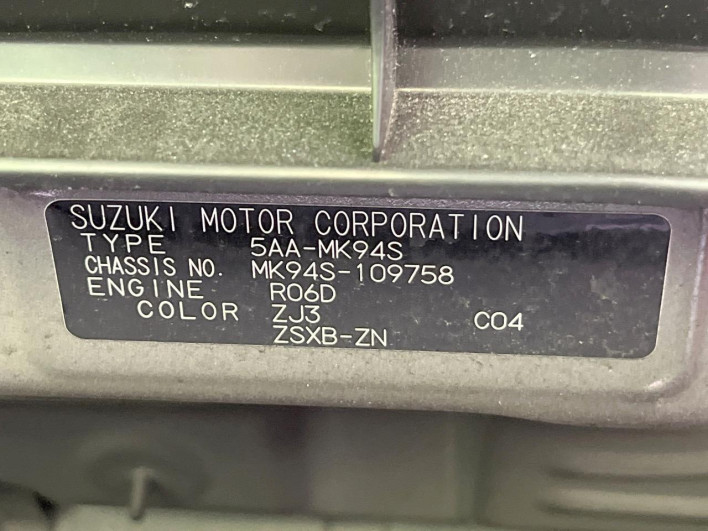 SUZUKI MOTOR CORPORATION
TYPE 5AA-MK94S
CHASSIS NO. MK94S-109758
ENGINE R06D
COLOR ZJ3 C04
ZSXB-ZN